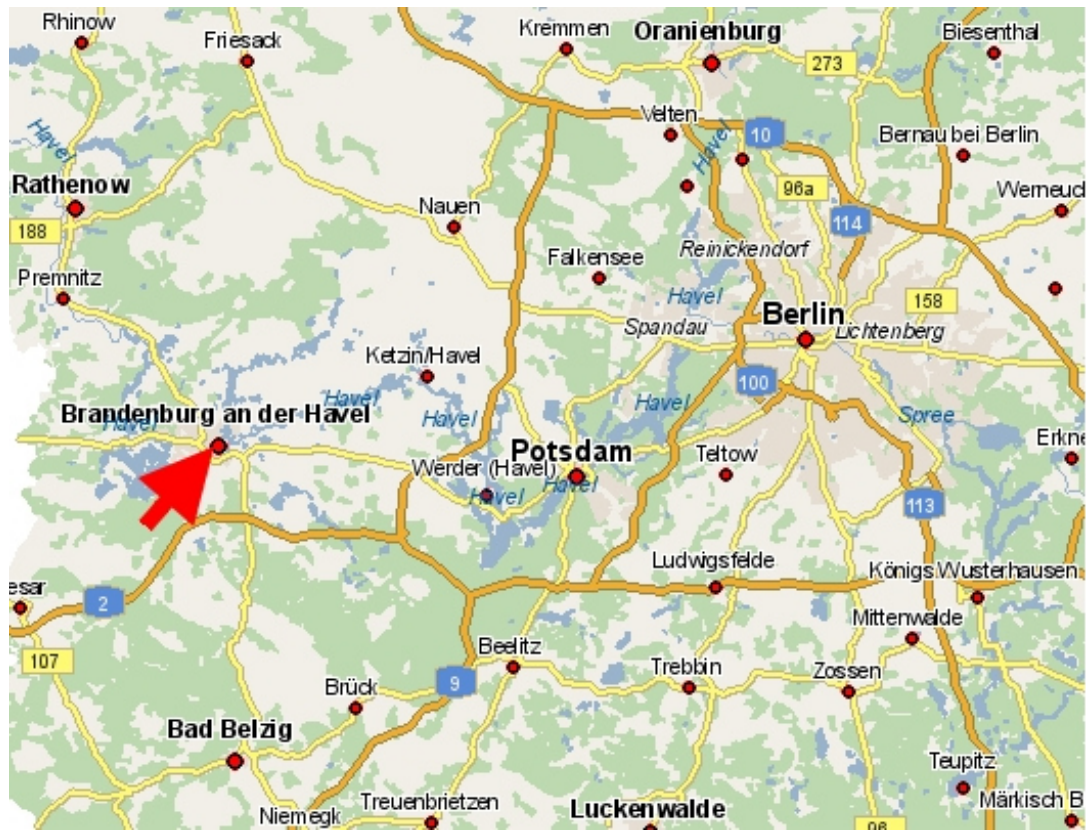 Rhinow
Friesack
Kremmen
Oranienburg
Biesenthal
273
Velten
10
Bernau bei Berlin
Havel
Havel
Rathenow
96a
Werneuch
188
Nauen
114
Reinickendorf
Premnitz
Falkensee
Havel
158
Berlin
Spandau
Lichtenberg
Ketzin/Havel
100
Havel
Havel
Havel
Brandenburg an der Havel
Havel
Spree
Potsdam
Teltow
Erkne
Werder (Havel)
Havel
Havel
113
Ludwigsfelde
Königs Wusterhausen
esar
2
Mittenwalde
107
Beelitz
Trebbin
Zossen
9
Brück
Bad Belzig
Teupitz
Niemegk
Treuenbrietzen
Luckenwalde
Märkisch B
96